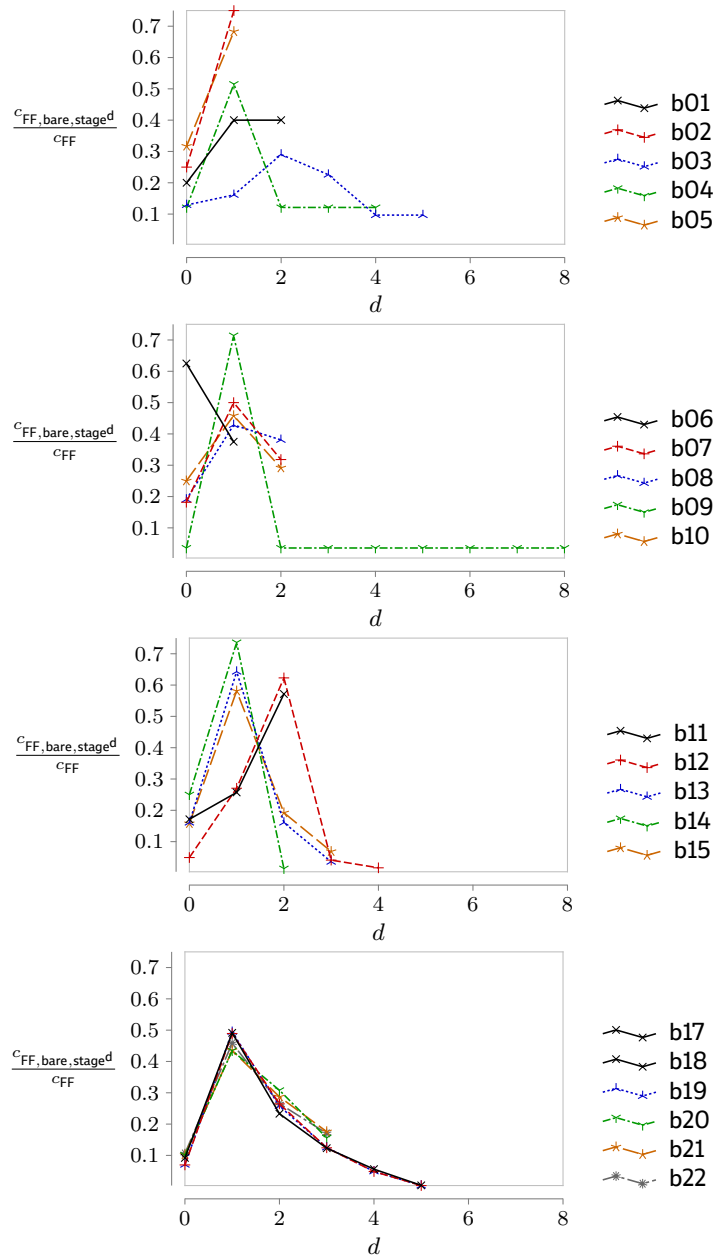 0.7
0.6
0.5
0.4
0.3
0.2
0.1
c_FF,bare,stage^d / c_FF
0 2 4 6 8
d
b01
b02
b03
b04
b05
0.7
0.6
0.5
0.4
0.3
0.2
0.1
c_FF,bare,stage^d / c_FF
0 2 4 6 8
d
b06
b07
b08
b09
b10
0.7
0.6
0.5
0.4
0.3
0.2
0.1
c_FF,bare,stage^d / c_FF
0 2 4 6 8
d
b11
b12
b13
b14
b15
0.7
0.6
0.5
0.4
0.3
0.2
0.1
c_FF,bare,stage^d / c_FF
0 2 4 6 8
d
b17
b18
b19
b20
b21
b22